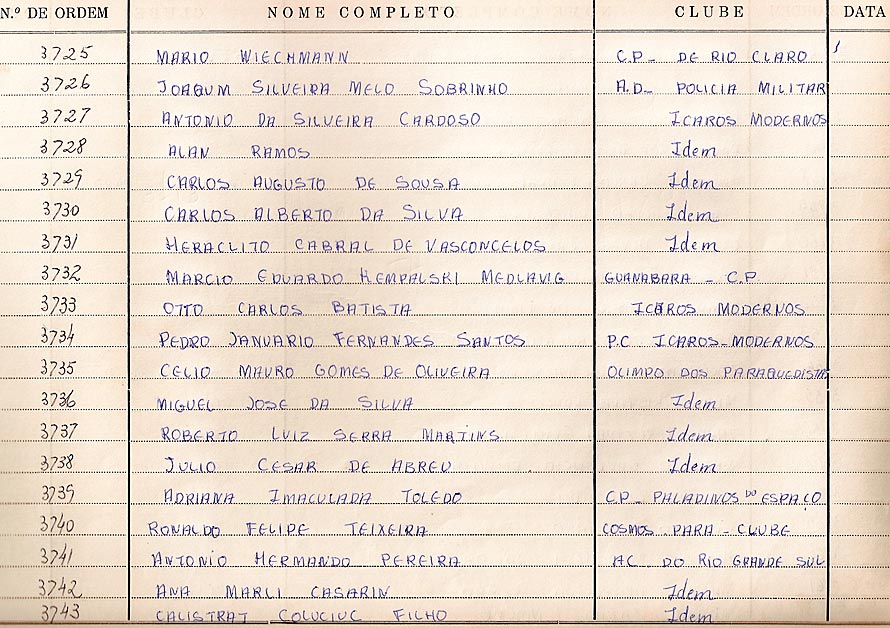 N.º DE ORDEM NOME COMPLETO CLUBE DATA
3725 MARIO WIECHMANN C.P- DE RIO CLARO
3726 JOAQUM SILVEIRA MELO SOBRINHO A.D- POLICIA MILITAR
3727 ANTONIO DA SILVEIRA CARDOSO ICAROS MODERNOS
3728 ALAN RAMOS Idem
3729 CARLOS AUGUSTO DE SOUSA Idem
3730 CARLOS ALBERTO DA SILVA Idem
3731 HERACLITO CABRAL DE VASCONCELOS Idem
3732 MARCIO EDUARDO KEMPALSKI MEDLAVIG GUANABARA - C.P
3733 OTTO CARLOS BATISTA ICAROS MODERNOS
3734 PEDRO JANUARIO FERNANDES SANTOS P.C ICAROS-MODERNOS
3735 CELIO MAURO GOMES DE OLIVEIRA OLIMPO DOS PARAQUEDISTAS
3736 MIGUEL JOSE DA SILVA Idem
3737 ROBERTO LUIZ SERRA MARTINS Idem
3738 JULIO CESAR DE ABREU Idem
3739 ADRIANA IMACULADA TOLEDO C.P- PALADINOS DO ESPAÇO
3740 RONALDO FELIPE TEIXEIRA COSMOS PARA-CLUBE
3741 ANTONIO HERMANDO PEREIRA AC DO RIO GRANDE SUL
3742 ANA MARLI CASARIN Idem
3743 CALISTRAT COLUCIUC FILHO Idem